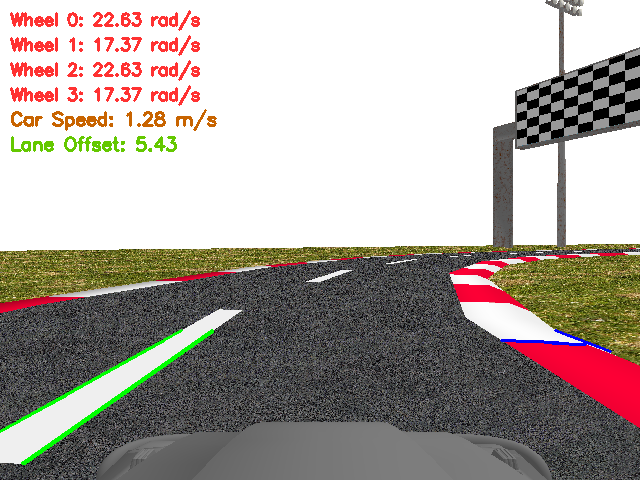 Wheel 0: 22.63 rad/s
Wheel 1: 17.37 rad/s
Wheel 2: 22.63 rad/s
Wheel 3: 17.37 rad/s
Car Speed: 1.28 m/s
Lane Offset: 5.43